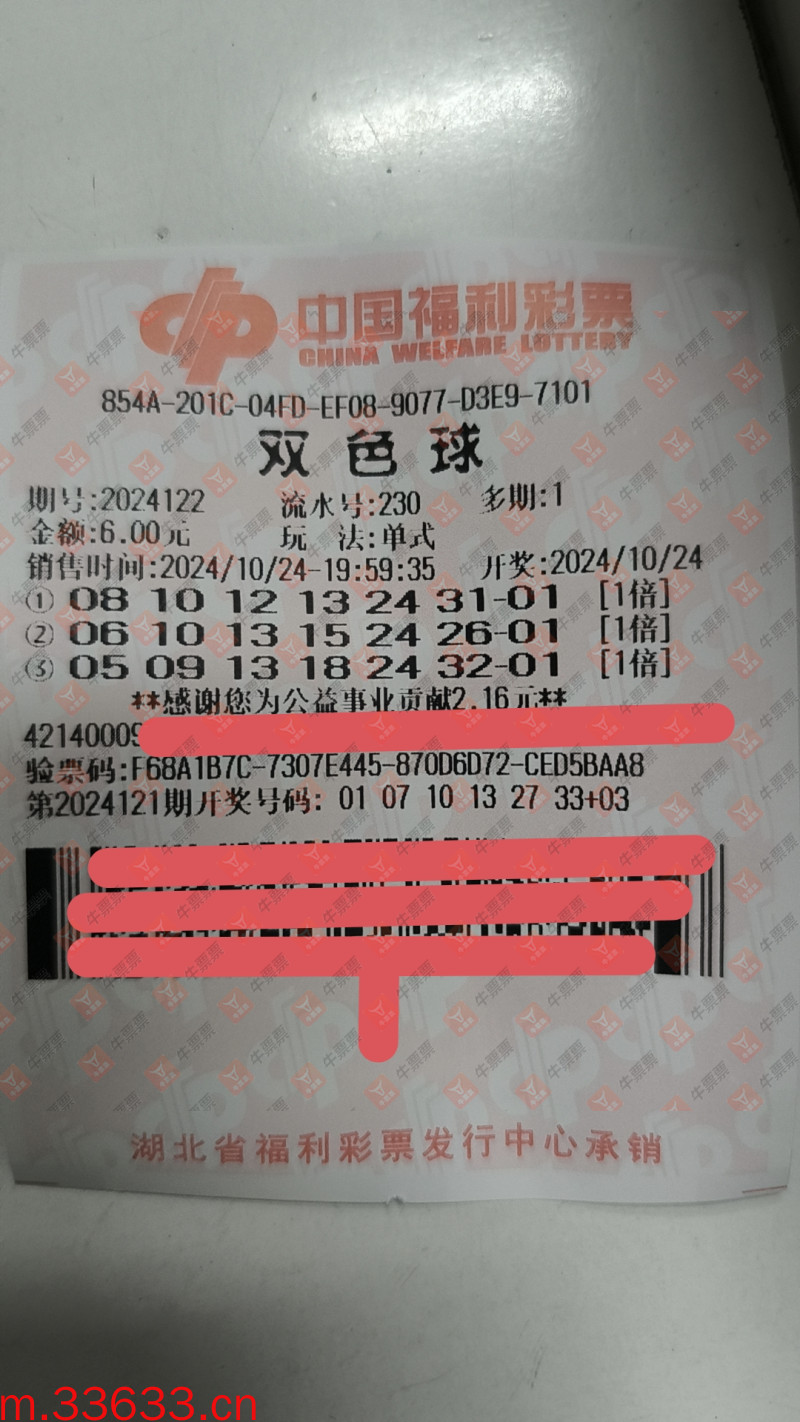 中国福利彩票
CHINA WELFARE LOTTERY
854A-201C-04FD-EF08-9077-D3E9-7101
双色球
期号:2024122 流水号:230 多期:1
金额:6.00元 玩 法:单式
销售时间:2024/10/24-19:59:35 开奖:2024/10/24
① 08 10 12 13 24 31-01 [1倍]
② 06 10 13 15 24 26-01 [1倍]
③ 05 09 13 18 24 32-01 [1倍]
**感谢您为公益事业贡献2.16元**
42140009
验票码:F68A1B7C-7307E445-870D6D72-CED5BAA8
第2024121期开奖号码: 01 07 10 13 27 33+03
湖北省福利彩票发行中心承销
牛票票
m.33633.cn